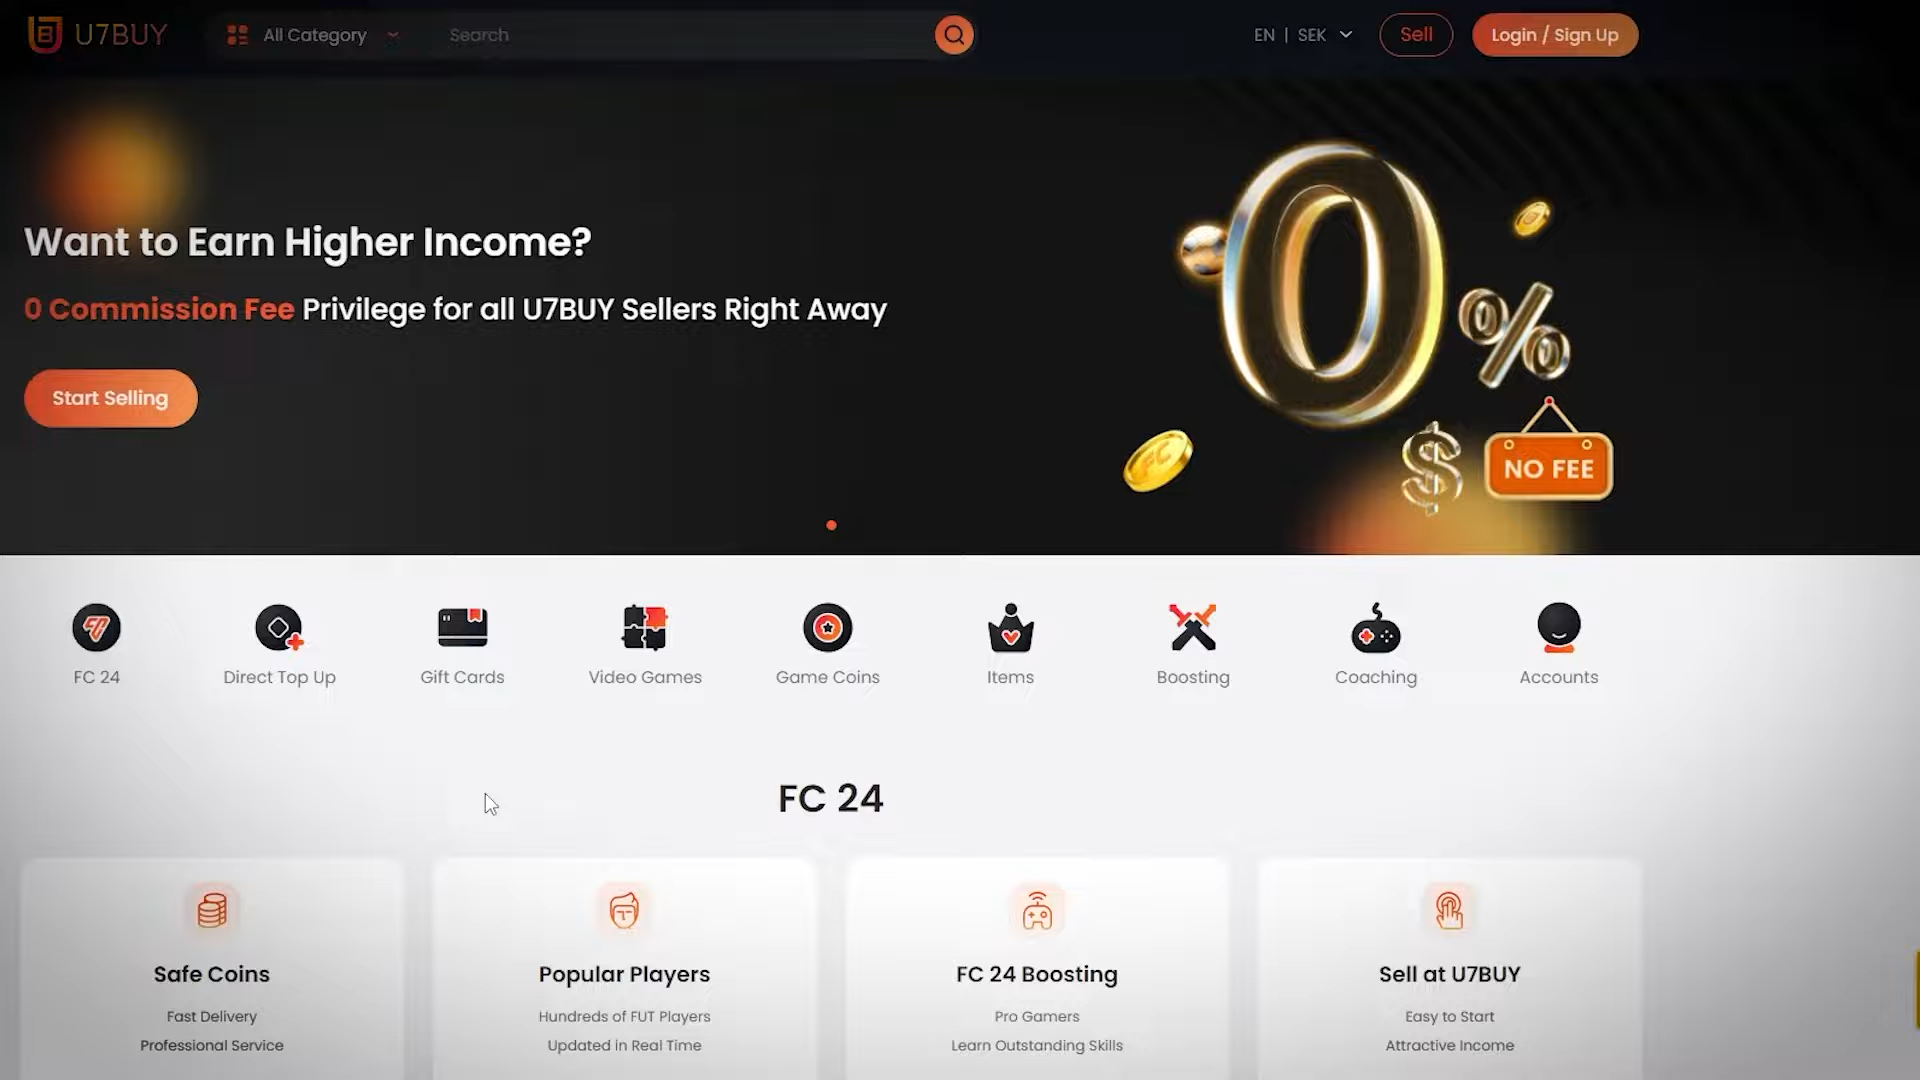 U7BUY
All Category
Search
EN | SEK
Sell
Login / Sign Up
Want to Earn Higher Income?
0 Commission Fee Privilege for all U7BUY Sellers Right Away
Start Selling
0%
$
NO FEE
FC
FC 24
Direct Top Up
Gift Cards
Video Games
Game Coins
Items
Boosting
Coaching
Accounts
FC 24
Safe Coins
Fast Delivery
Professional Service
Popular Players
Hundreds of FUT Players
Updated in Real Time
FC 24 Boosting
Pro Gamers
Learn Outstanding Skills
Sell at U7BUY
Easy to Start
Attractive Income